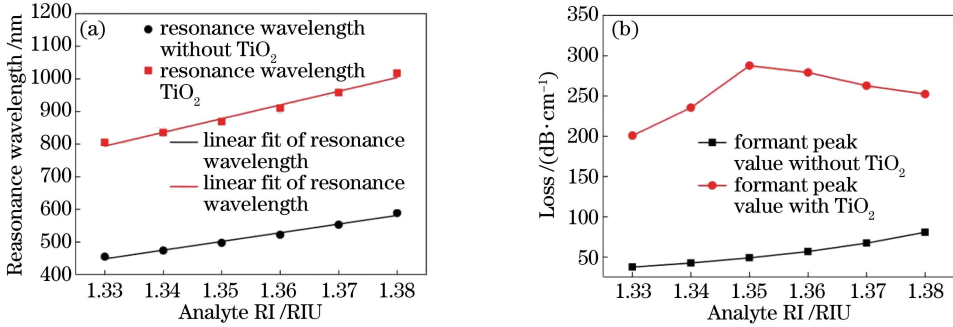 (a)
resonance wavelength
without TiO2
resonance wavelength
TiO2
linear fit of resonance
wavelength
linear fit of resonance
wavelength
Reasonance wavelength /nm
1200
1100
1000
900
800
700
600
500
400
1.33 1.34 1.35 1.36 1.37 1.38
Analyte RI /RIU
(b)
formant peak
value without TiO2
formant peak
value with TiO2
Loss /(dB·cm−1)
350
300
250
200
150
100
50
1.33 1.34 1.35 1.36 1.37 1.38
Analyte RI /RIU